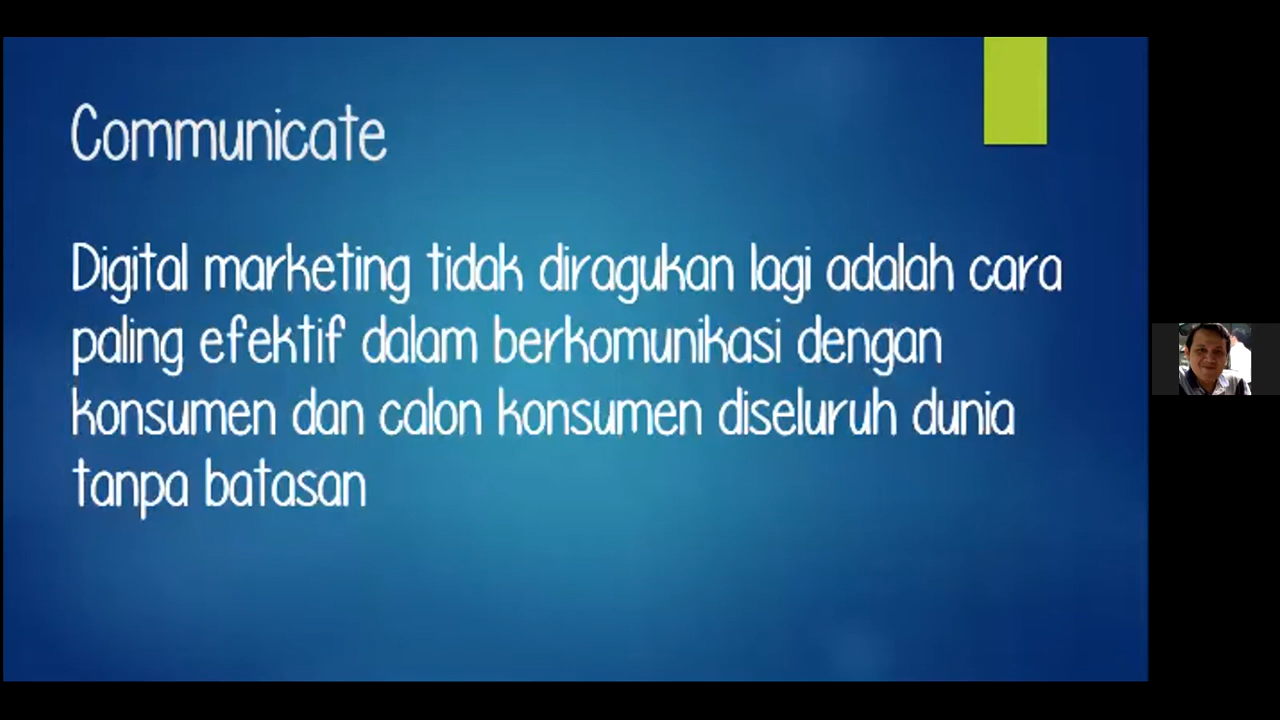 Communicate
Digital marketing tidak diragukan lagi adalah cara
paling efektif dalam berkomunikasi dengan
konsumen dan calon konsumen diseluruh dunia
tanpa batasan